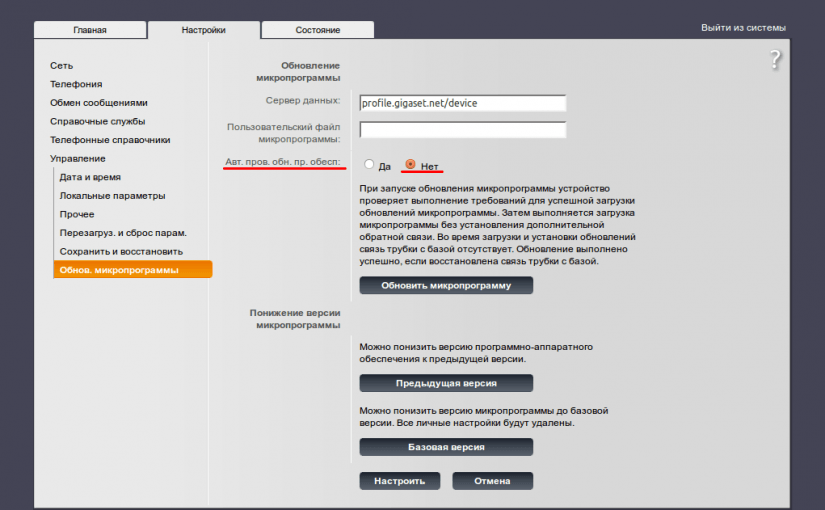 Главная
Настройки
Состояние
Выйти из системы
?
Сеть
Телефония
Обмен сообщениями
Справочные службы
Телефонные справочники
Управление
Дата и время
Локальные параметры
Прочее
Перезагруз. и сброс парам.
Сохранить и восстановить
Обнов. микропрограммы
Обновление
микропрограммы
Сервер данных:
profile.gigaset.net/device
Пользовательский файл
микропрограммы:
Авт. пров. обн. пр. обесп:
Да
Нет
При запуске обновления микропрограммы устройство
проверяет выполнение требований для успешной загрузки
обновлений микропрограммы. Затем выполняется загрузка
микропрограммы без установления дополнительной
обратной связи. Во время загрузки и установки обновлений
связь трубки с базой отсутствует. Обновление выполнено
успешно, если восстановлена связь трубки с базой.
Обновить микропрограмму
Понижение версии
микропрограммы
Можно понизить версию программно-аппаратного
обеспечения к предыдущей версии.
Предыдущая версия
Можно понизить версию микропрограммы до базовой
версии. Все личные настройки будут удалены.
Базовая версия
Настроить
Отмена